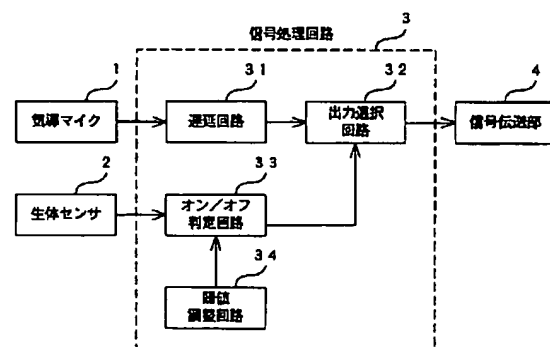 信号処理回路
3
1
31
32
4
気導マイク
遅延回路
出力選択
回路
信号伝送部
2
33
生体センサ
オン/オフ
判定回路
34
閾値
調整回路